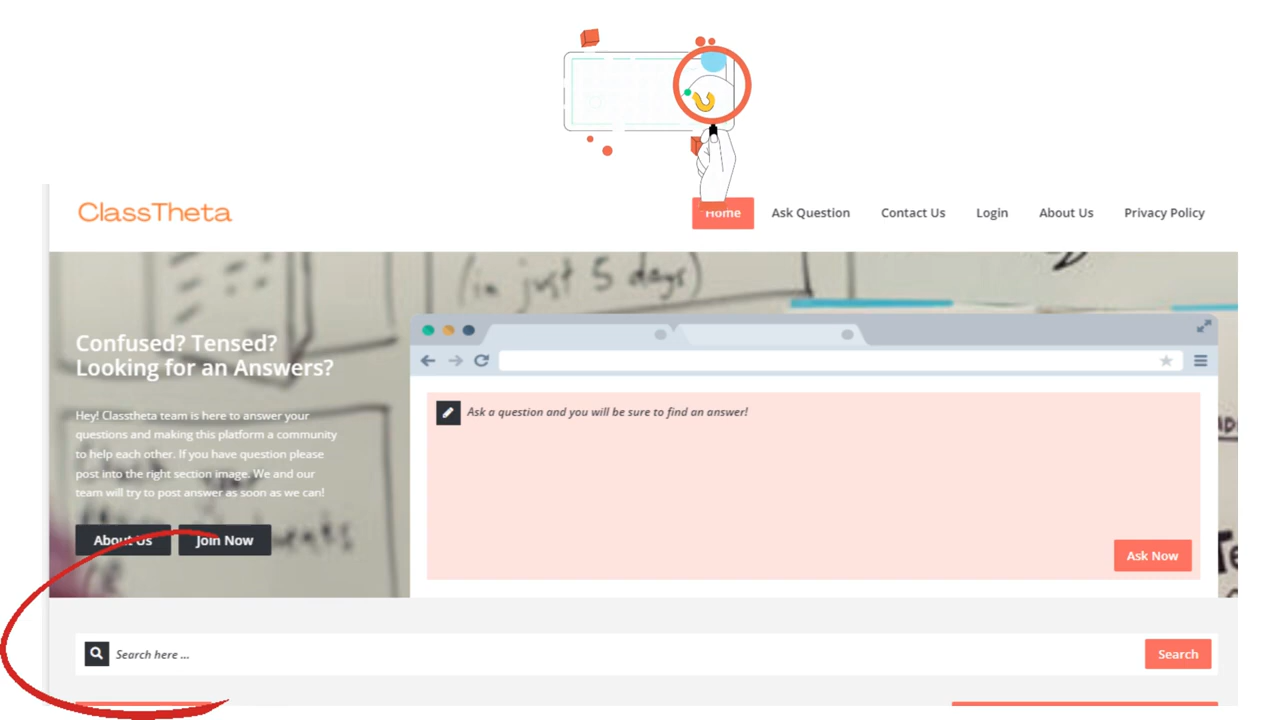 ClassTheta
Home
Ask Question
Contact Us
Login
About Us
Privacy Policy
(in just 5 days)
Confused? Tensed?
Looking for an Answers?
Hey! Classtheta team is here to answer your
questions and making this platform a community
to help each other. If you have question please
post into the right section image. We and our
team will try to post answer as soon as we can!
About Us
Join Now
Ask a question and you will be sure to find an answer!
Ask Now
Search here ...
Search